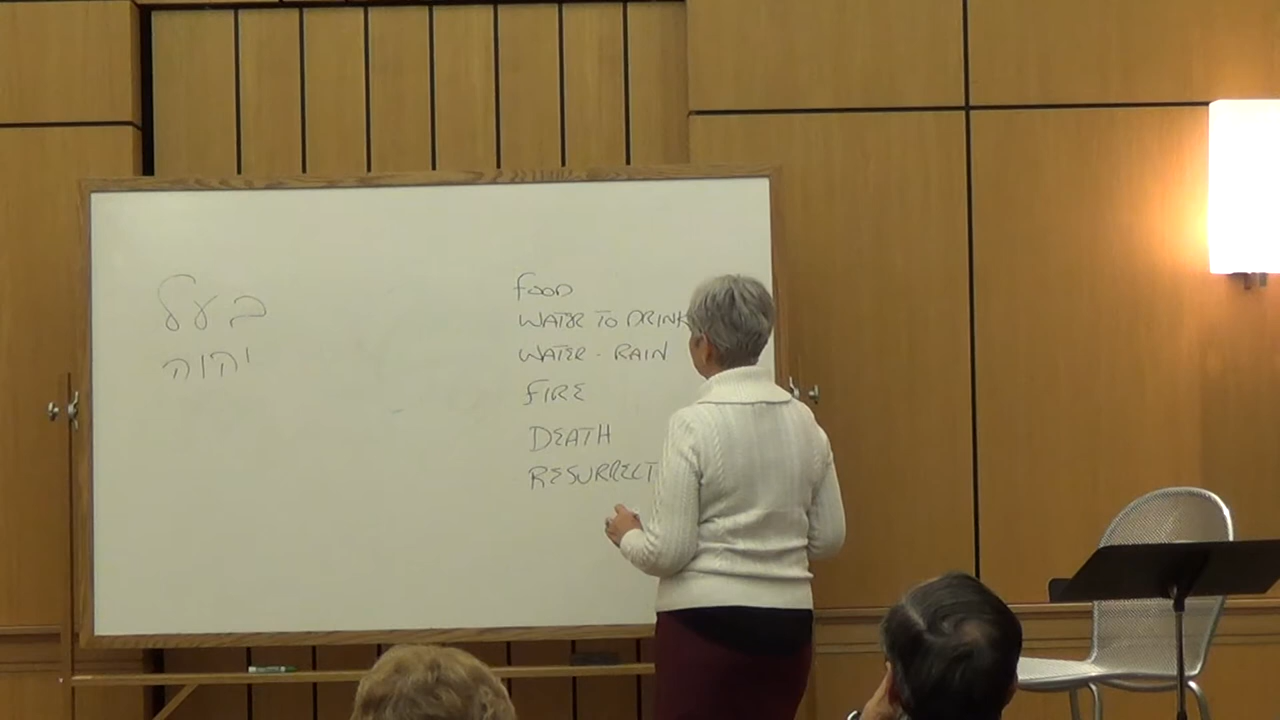 בעל
יהוה
FOOD
WATER TO DRINK
WATER - RAIN
FIRE
DEATH
RESURRECT